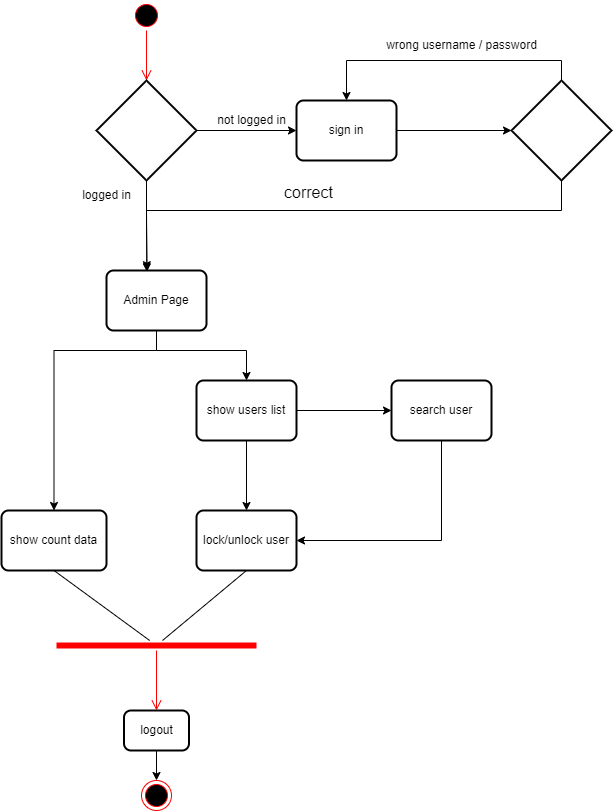 wrong username / password
not logged in
sign in
logged in
correct
Admin Page
show users list
search user
show count data
lock/unlock user
logout